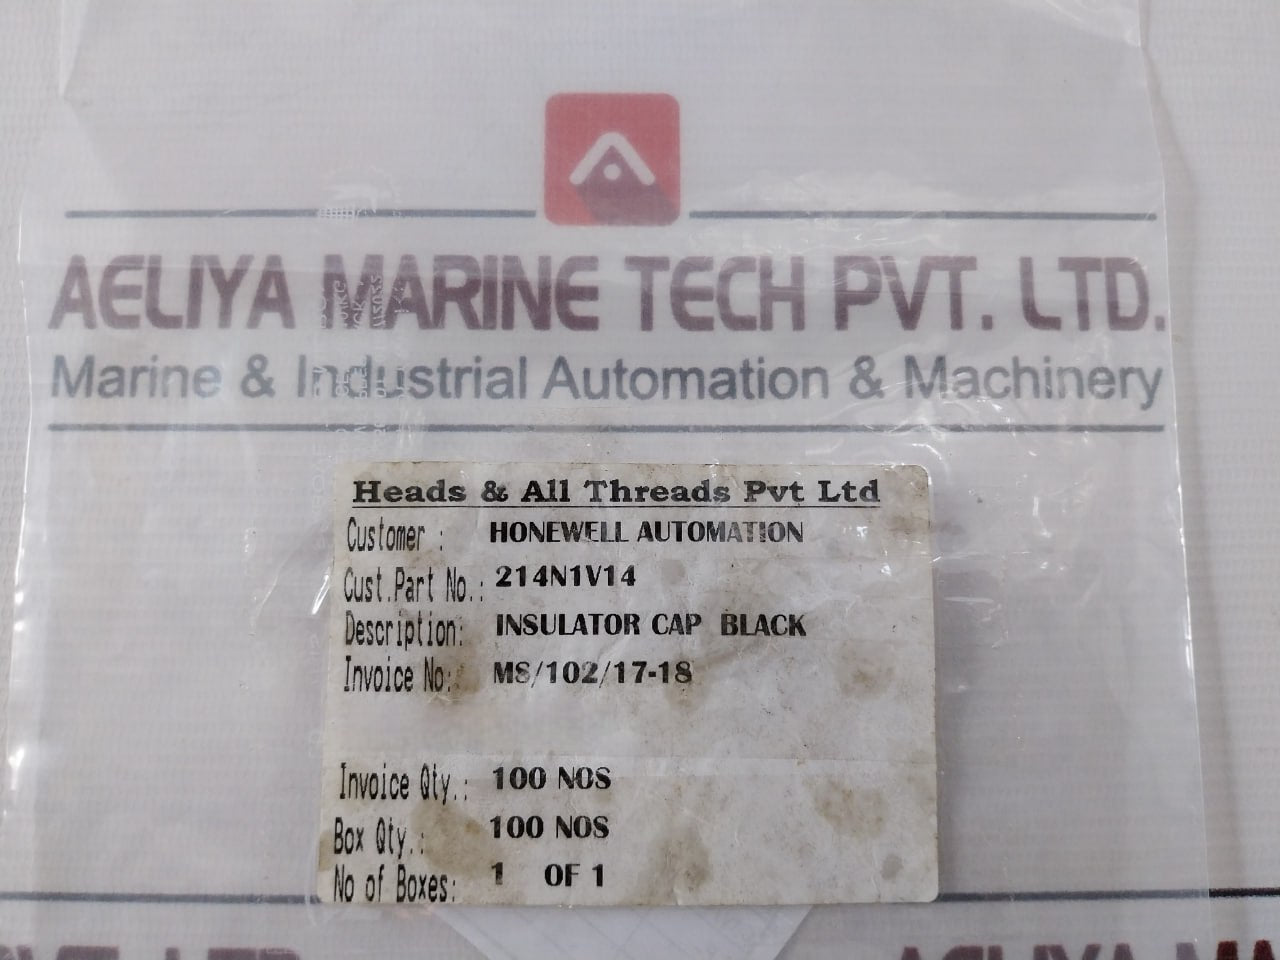 AELIYA MARINE TECH PVT. LTD.
Marine & Industrial Automation & Machinery
Heads & All Threads Pvt Ltd
Customer : HONEWELL AUTOMATION
Cust.Part No.: 214N1V14
Description: INSULATOR CAP BLACK
Invoice No: MS/102/17-18
Invoice Qty.: 100 NOS
Box Qty.: 100 NOS
No of Boxes: 1 OF 1